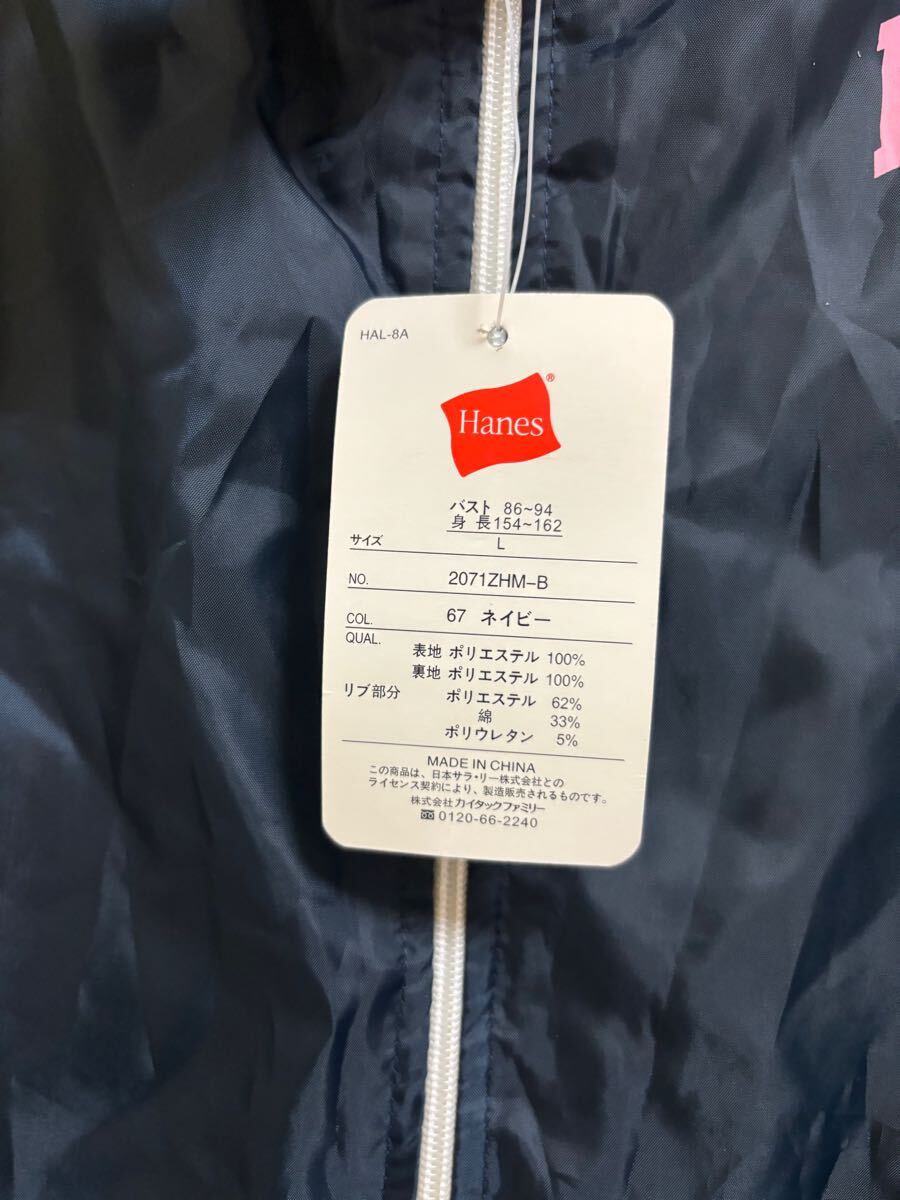 HAL-8A
Hanes®
バスト 86~94
身 長154~162
サイズ L
NO. 2071ZHM-B
COL. 67 ネイビー
QUAL.
表地 ポリエステル 100%
裏地 ポリエステル 100%
リブ部分 ポリエステル 62%
綿 33%
ポリウレタン 5%
MADE IN CHINA
この商品は、日本サラ・リー株式会社との
ライセンス契約により、製造販売されるものです。
株式会社カイタックファミリー
0120-66-2240